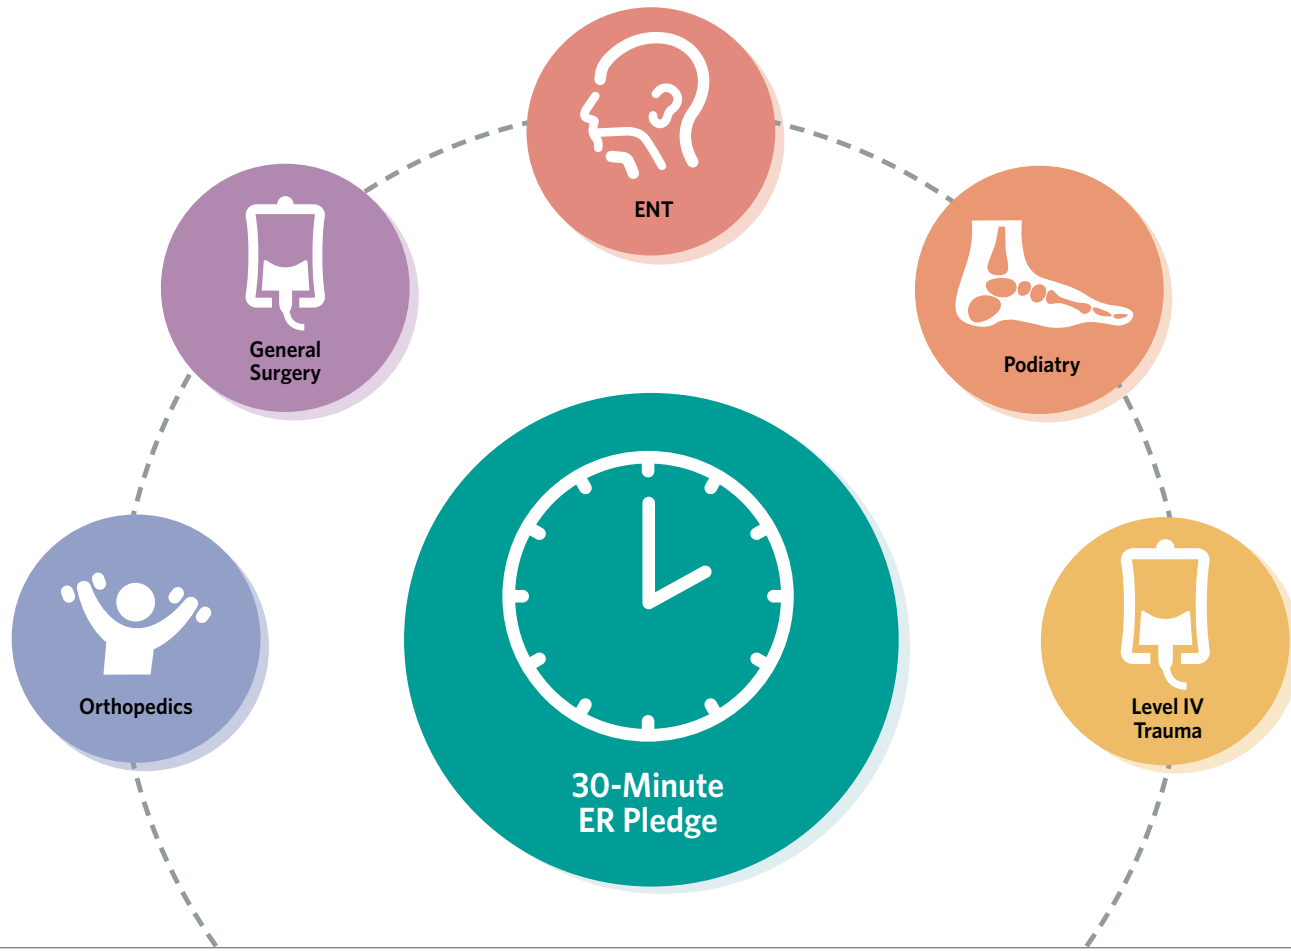 ENT
General
Surgery
Podiatry
Orthopedics
Level IV
Trauma
30-Minute
ER Pledge